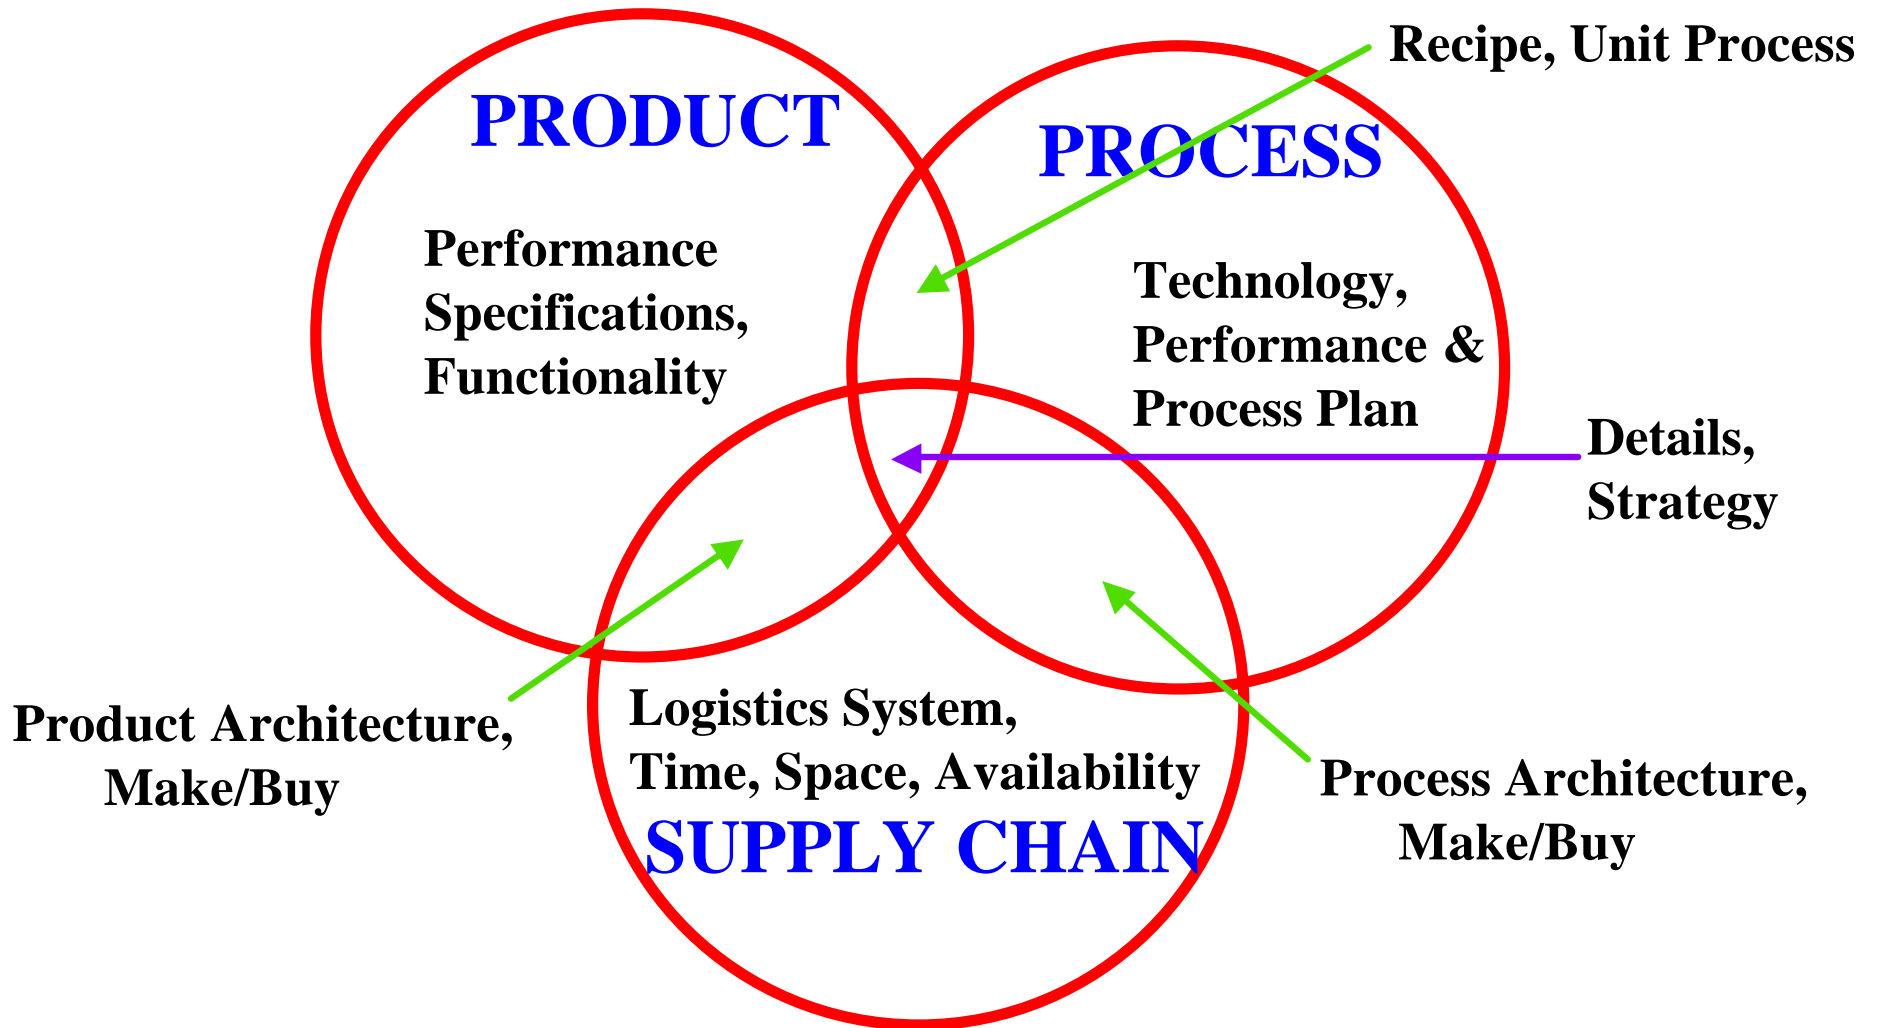 Recipe, Unit Process
PRODUCT
PROCESS
Performance
Specifications,
Functionality
Technology,
Performance &
Process Plan
Details,
Strategy
Product Architecture,
Make/Buy
Logistics System,
Time, Space, Availability
SUPPLY CHAIN
Process Architecture,
Make/Buy